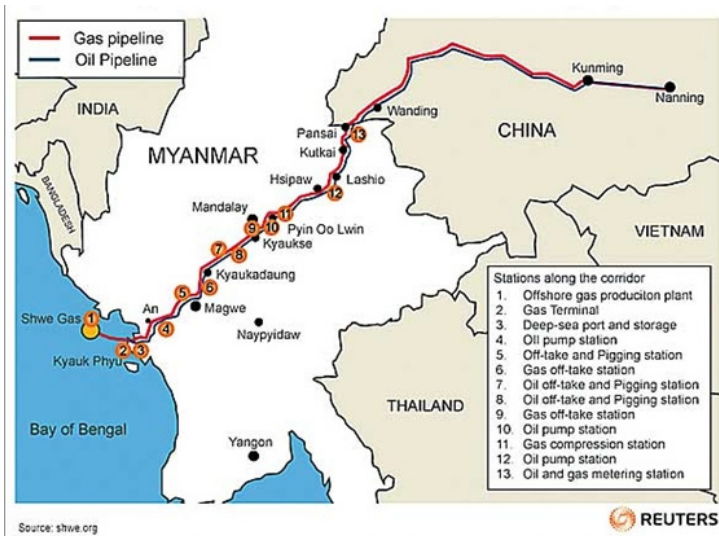 Gas pipeline
Oil Pipeline
INDIA
BANGLADESH
MYANMAR
CHINA
VIETNAM
THAILAND
Kunming
Nanning
Wanding
Pansai
13
Kutkai
Hsipaw
Lashio
12
Mandalay
11
9
10
Pyin Oo Lwin
Kyaukse
7
8
Kyaukadaung
5
6
An
Magwe
4
Shwe Gas
1
Naypyidaw
2
3
Kyauk Phyu
Bay of Bengal
Yangon
Stations along the corridor
1. Offshore gas produciton plant
2. Gas Terminal
3. Deep-sea port and storage
4. Oll pump station
5. Off-take and Pigging station
6. Gas off-take station
7. Oil off-take and Pigging station
8. Oil off-take and Pigging station
9. Gas off-take station
10. Oil pump station
11. Gas compression station
12. Oil pump station
13. Oil and gas metering station
Source: shwe.org
REUTERS